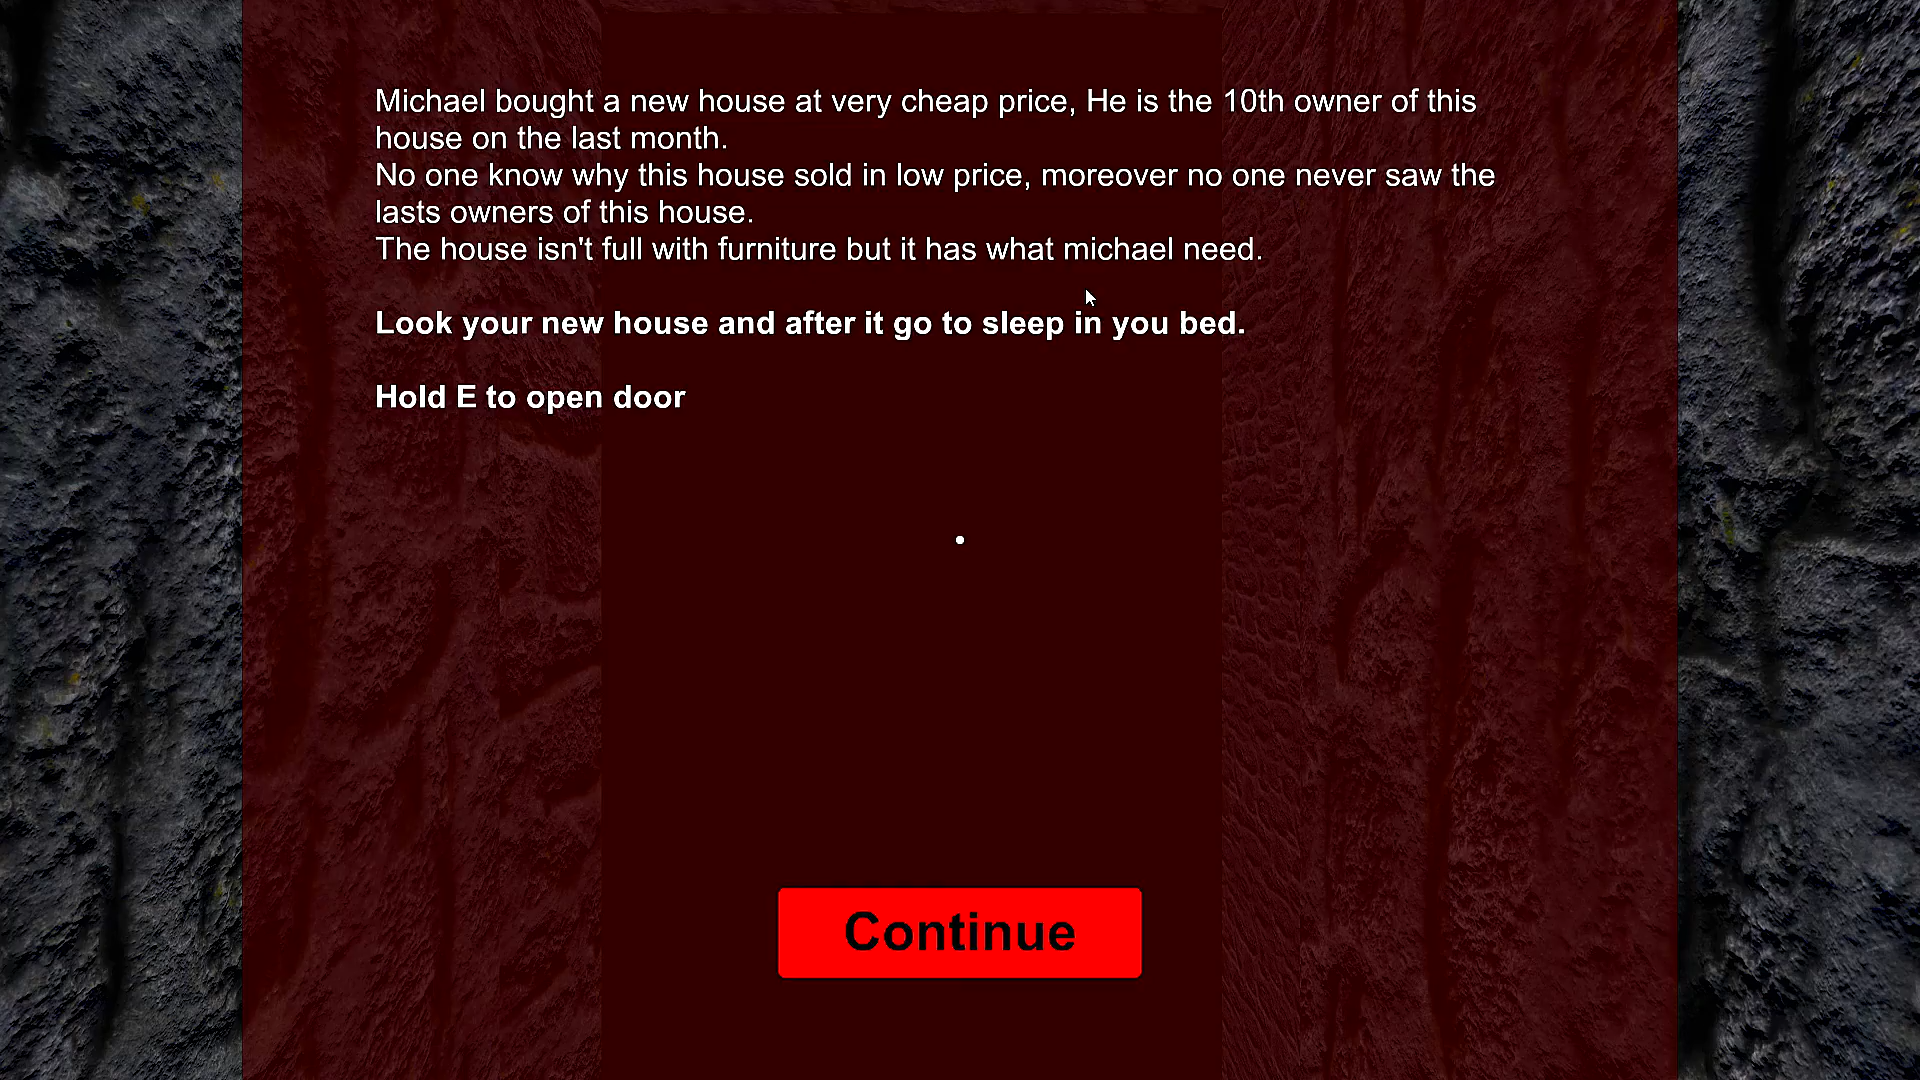 Michael bought a new house at very cheap price, He is the 10th owner of this
house on the last month.
No one know why this house sold in low price, moreover no one never saw the
lasts owners of this house.
The house isn't full with furniture but it has what michael need.
Look your new house and after it go to sleep in you bed.
Hold E to open door
Continue